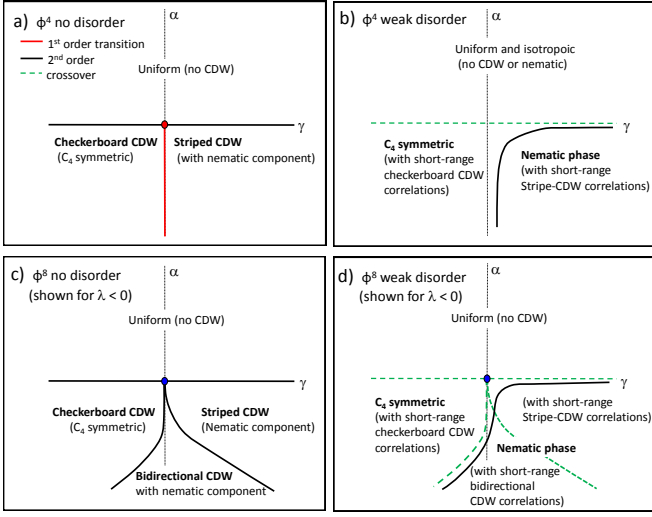 a) ϕ⁴ no disorder
α
1st order transition
2nd order
crossover
Uniform (no CDW)
γ
Checkerboard CDW
(C₄ symmetric)
Striped CDW
(with nematic component)
b) ϕ⁴ weak disorder
α
Uniform and isotropoic
(no CDW or nematic)
γ
C₄ symmetric
(with short-range
checkerboard CDW
correlations)
Nematic phase
(with short-range
Stripe-CDW correlations)
c) ϕ⁸ no disorder
(shown for λ < 0)
α
Uniform (no CDW)
γ
Checkerboard CDW
(C₄ symmetric)
Striped CDW
(Nematic component)
Bidirectional CDW
with nematic component
d) ϕ⁸ weak disorder
(shown for λ < 0)
α
Uniform (no CDW)
γ
C₄ symmetric
(with short-range
checkerboard CDW
correlations)
(with short-range
Stripe-CDW correlations)
Nematic phase
(with short-range
bidirectional
CDW correlations)